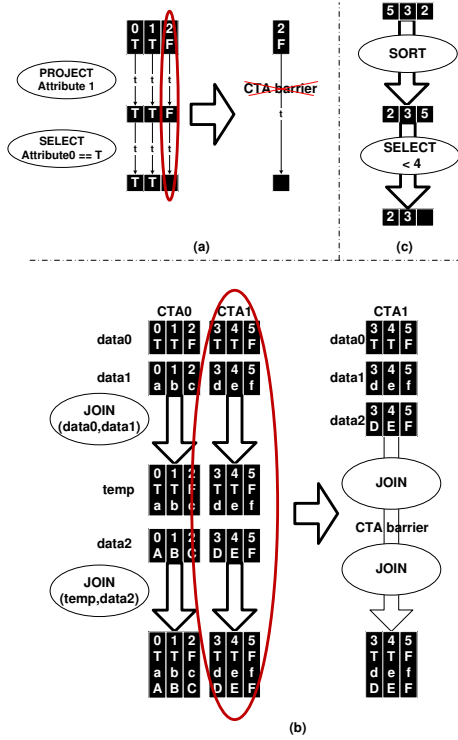 0 1 2
T T F
PROJECT
Attribute 1
t t t
T T F
SELECT
Attribute0 == T
t t t
T T
2
F
CTA barrier
t
(a)
5 3 2
SORT
2 3 5
SELECT
< 4
2 3
(c)
CTA0 CTA1
data0
0 1 2 3 4 5
T T F T T F
data1
0 1 2 3 4 5
a b c d e f
JOIN
(data0,data1)
temp
0 1 2 3 4 5
T T F T T F
a b c d e f
data2
0 1 2 3 4 5
A B C D E F
JOIN
(temp,data2)
0 1 2 3 4 5
T T F T T F
a b c d e f
A B C D E F
CTA1
data0
3 4 5
T T F
data1
3 4 5
d e f
data2
3 4 5
D E F
JOIN
CTA barrier
JOIN
3 4 5
T T F
d e f
D E F
(b)